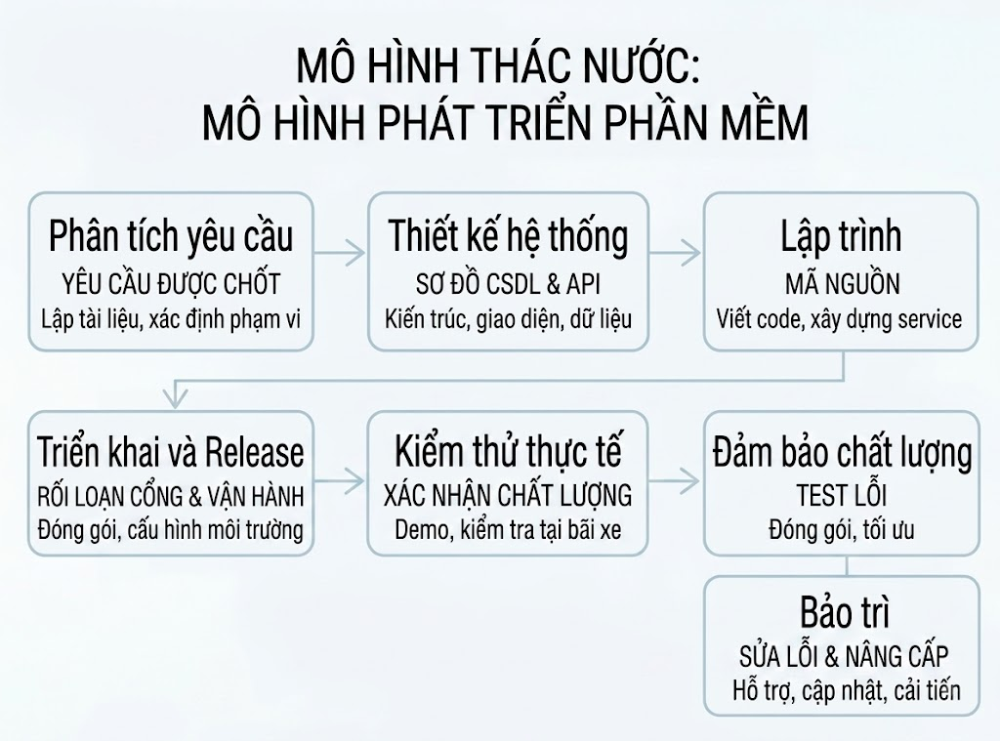 MÔ HÌNH THÁC NƯỚC:
MÔ HÌNH PHÁT TRIỂN PHẦN MỀM
Phân tích yêu cầu
YÊU CẦU ĐƯỢC CHỐT
Lập tài liệu, xác định phạm vi
Thiết kế hệ thống
SƠ ĐỒ CSDL & API
Kiến trúc, giao diện, dữ liệu
Lập trình
MÃ NGUỒN
Viết code, xây dựng service
Triển khai và Release
RỐI LOẠN CỔNG & VẬN HÀNH
Đóng gói, cấu hình môi trường
Kiểm thử thực tế
XÁC NHẬN CHẤT LƯỢNG
Demo, kiểm tra tại bãi xe
Đảm bảo chất lượng
TEST LỖI
Đóng gói, tối ưu
Bảo trì
SỬA LỖI & NÂNG CẤP
Hỗ trợ, cập nhật, cải tiến